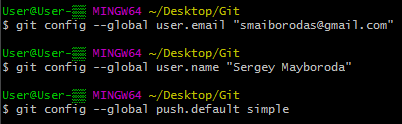 User@User-▒▒ MINGW64 ~/Desktop/Git
$ git config --global user.email "smaiborodas@gmail.com"
User@User-▒▒ MINGW64 ~/Desktop/Git
$ git config --global user.name "Sergey Mayboroda"
User@User-▒▒ MINGW64 ~/Desktop/Git
$ git config --global push.default simple